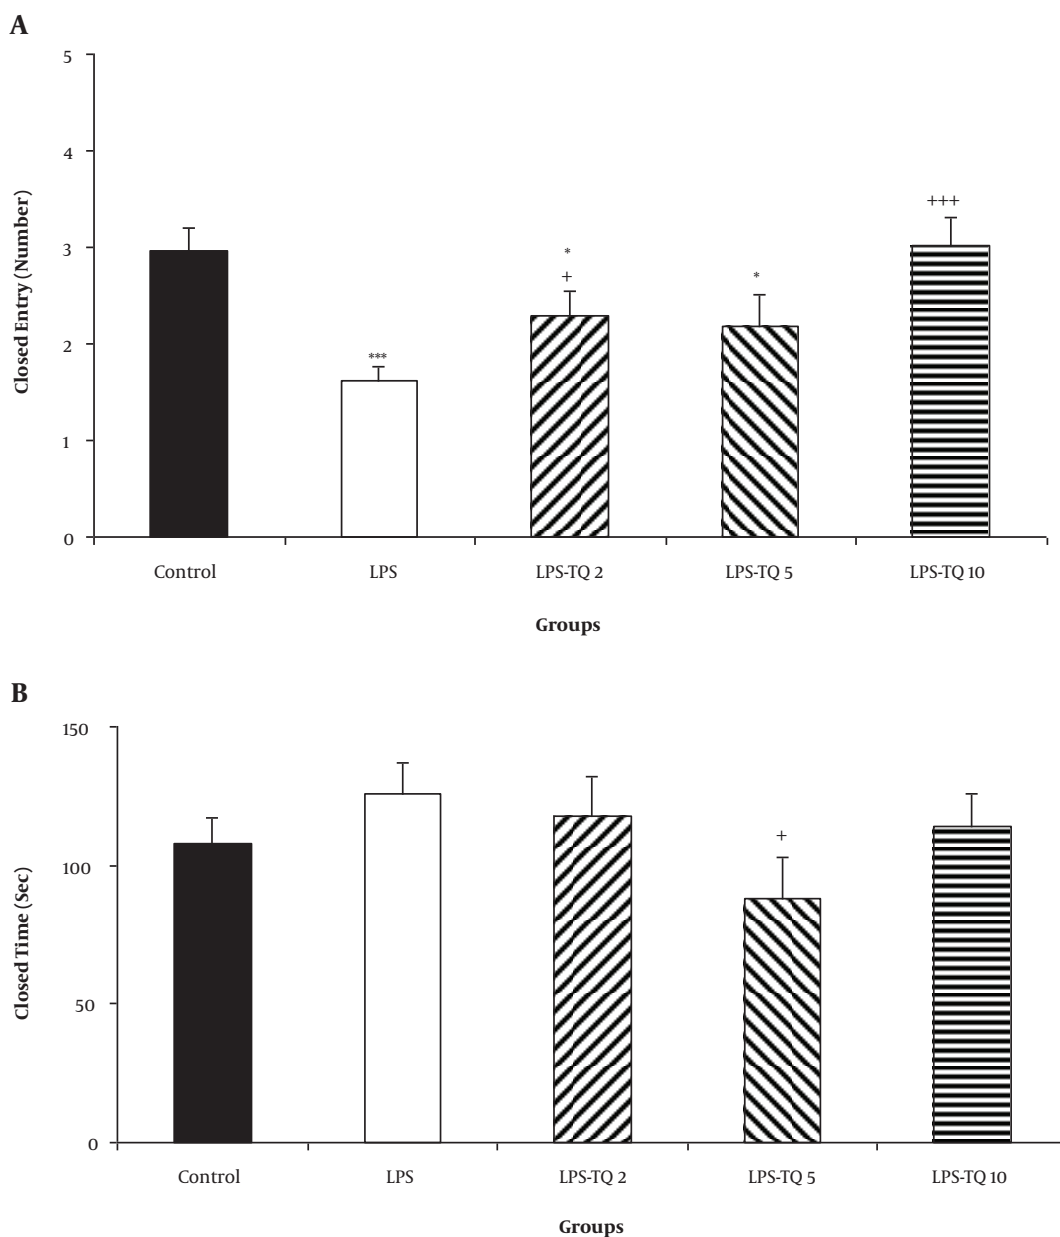 A
5
4
3
2
1
0
Closed Entry (Number)
***
*
+
*
+++
Control LPS LPS-TQ 2 LPS-TQ 5 LPS-TQ 10
Groups
B
150
100
50
0
Closed Time (Sec)
+
Control LPS LPS-TQ 2 LPS-TQ 5 LPS-TQ 10
Groups